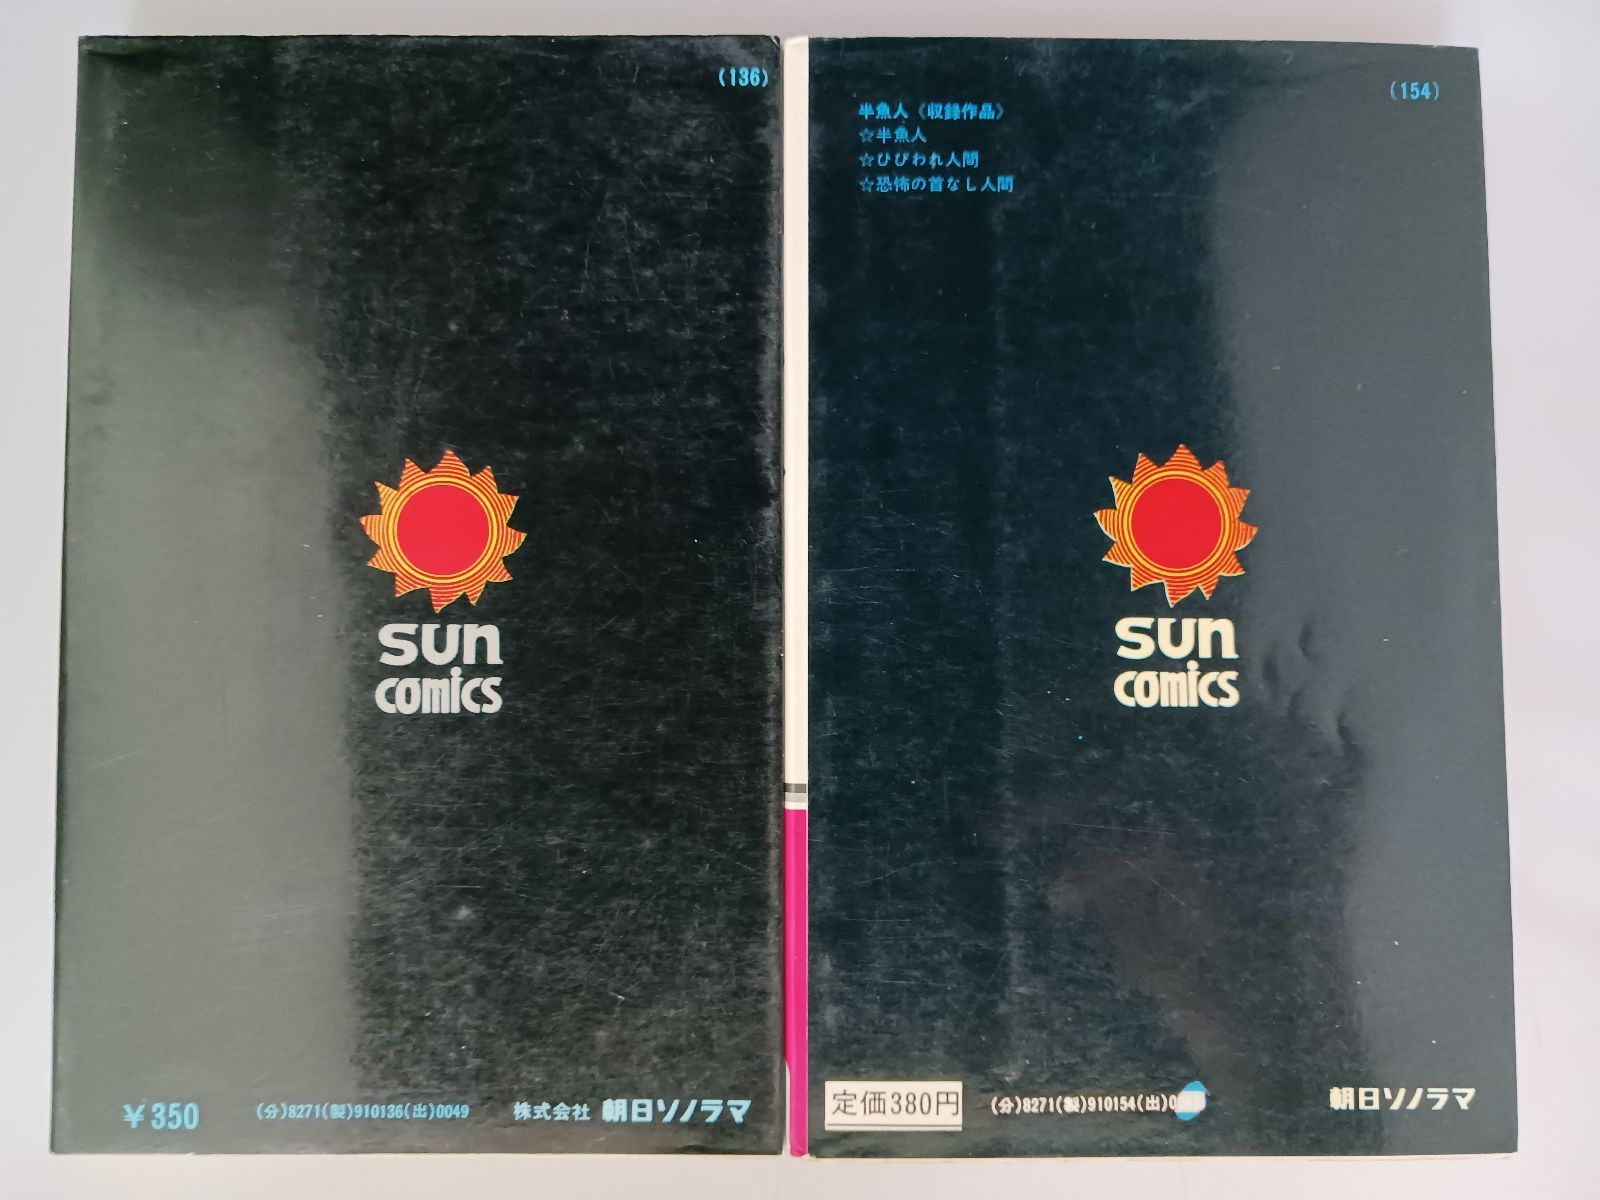 (136)
sun
comics
¥350
(分)8271(製)910136(出)0049
株式会社 朝日ソノラマ
(154)
半魚人《収録作品》
☆半魚人
☆ひびわれ人間
☆恐怖の首なし人間
sun
comics
定価380円
(分)8271(製)910154(出)
朝日ソノラマ